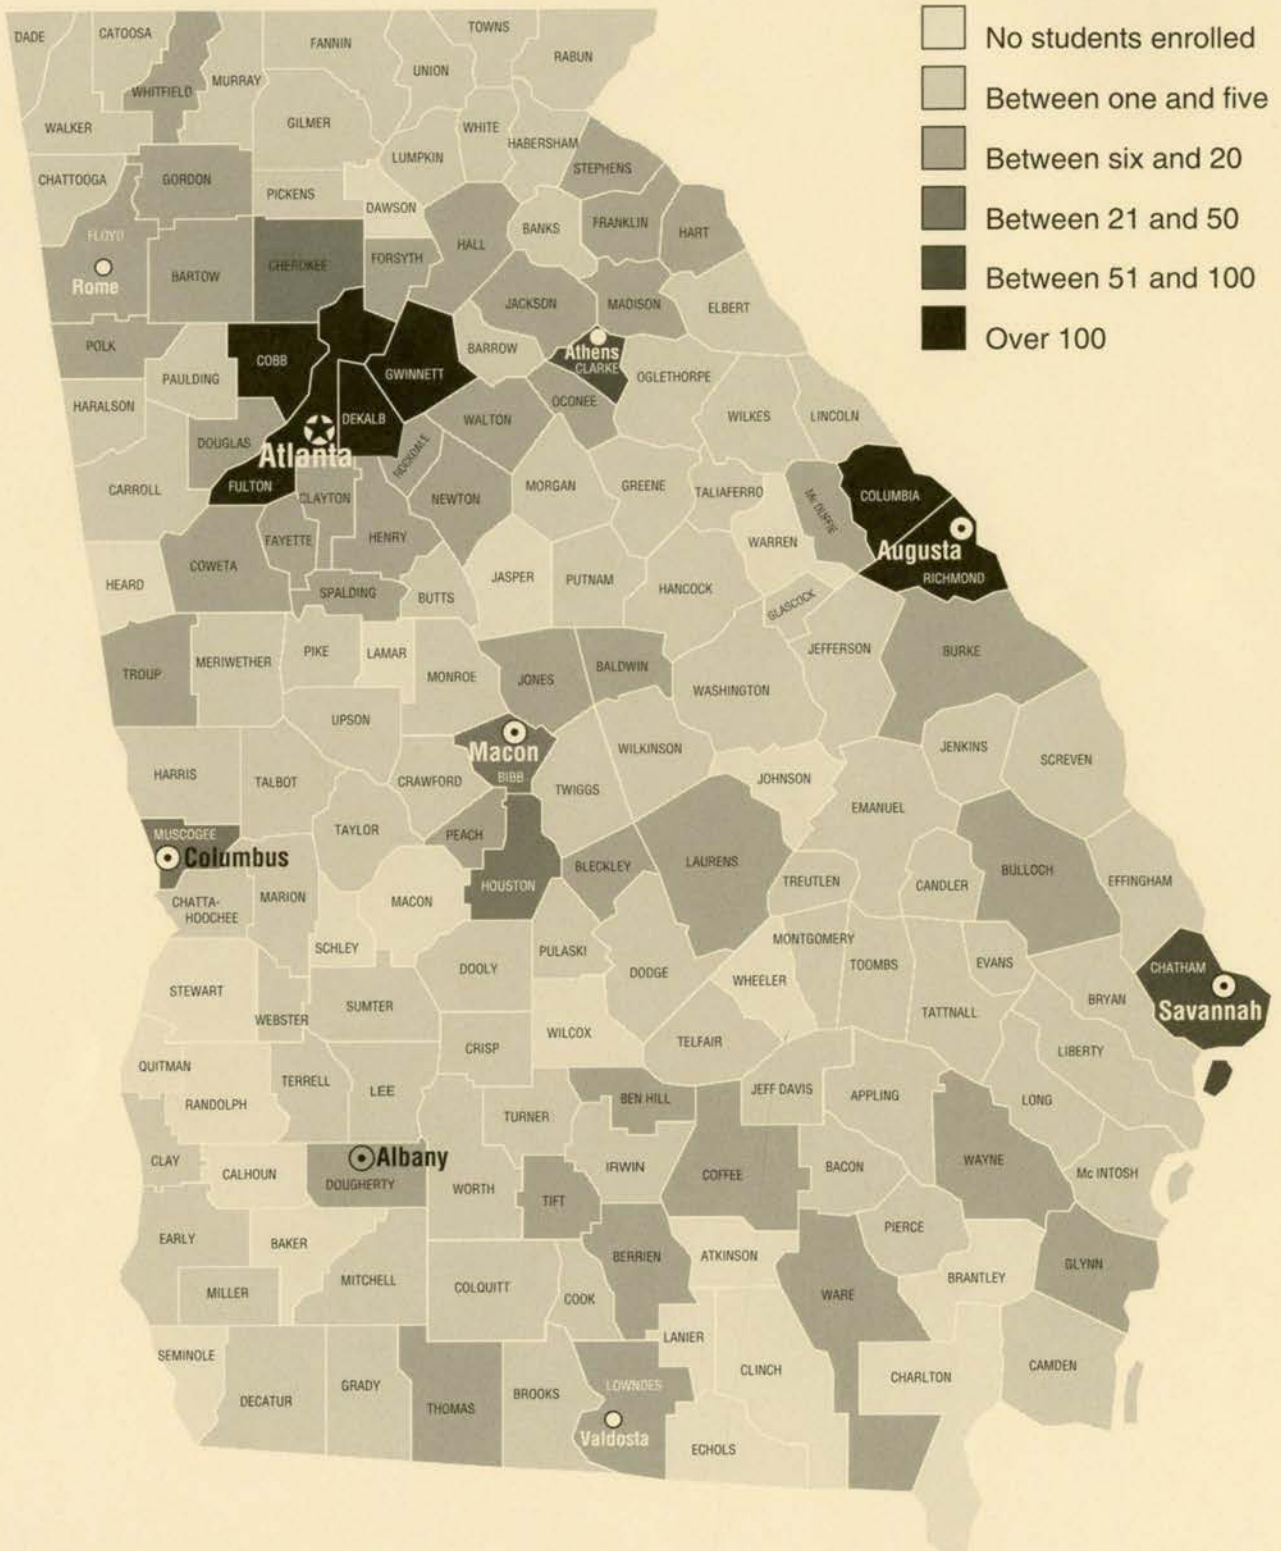 No students enrolled
Between one and five
Between six and 20
Between 21 and 50
Between 51 and 100
Over 100
DADE
CATOOSA
FANNIN
TOWNS
UNION
RABUN
WHITFIELD
MURRAY
WALKER
GILMER
WHITE
HABERSHAM
LUMPKIN
STEPHENS
CHATTOOGA
GORDON
PICKENS
DAWSON
BANKS
FRANKLIN
HART
FLOYD
Rome
BARTOW
CHEROKEE
FORSYTH
HALL
JACKSON
MADISON
ELBERT
POLK
PAULDING
COBB
GWINNETT
BARROW
Athens
CLARKE
OGLETHORPE
HARALSON
DOUGLAS
DEKALB
WALTON
OCONEE
WILKES
LINCOLN
Atlanta
ROCKDALE
CARROLL
FULTON
CLAYTON
NEWTON
MORGAN
GREENE
TALIAFERRO
Mc DUFFIE
COLUMBIA
COWETA
FAYETTE
HENRY
WARREN
Augusta
RICHMOND
HEARD
SPALDING
BUTTS
JASPER
PUTNAM
HANCOCK
GLASCOCK
TROUP
MERIWETHER
PIKE
LAMAR
MONROE
JONES
BALDWIN
WASHINGTON
JEFFERSON
BURKE
UPSON
Macon
BIBB
WILKINSON
JENKINS
SCREVEN
HARRIS
TALBOT
CRAWFORD
TWIGGS
JOHNSON
EMANUEL
MUSCOGEE
Columbus
TAYLOR
PEACH
HOUSTON
BLECKLEY
LAURENS
TREUTLEN
CANDLER
BULLOCH
EFFINGHAM
CHATTA-
HOOCHEE
MARION
MACON
SCHLEY
DOOLY
PULASKI
DODGE
MONTGOMERY
WHEELER
TOOMBS
EVANS
CHATHAM
Savannah
STEWART
WEBSTER
SUMTER
CRISP
WILCOX
TELFAIR
TATTNALL
BRYAN
LIBERTY
QUITMAN
RANDOLPH
TERRELL
LEE
TURNER
BEN HILL
JEFF DAVIS
APPLING
LONG
CLAY
CALHOUN
Albany
DOUGHERTY
WORTH
TIFT
IRWIN
COFFEE
BACON
WAYNE
Mc INTOSH
EARLY
BAKER
MITCHELL
BERRIEN
ATKINSON
PIERCE
GLYNN
MILLER
COLQUITT
COOK
WARE
BRANTLEY
SEMINOLE
DECATUR
GRADY
THOMAS
BROOKS
LANIER
LOWNDES
Valdosta
CLINCH
ECHOLS
CHARLTON
CAMDEN